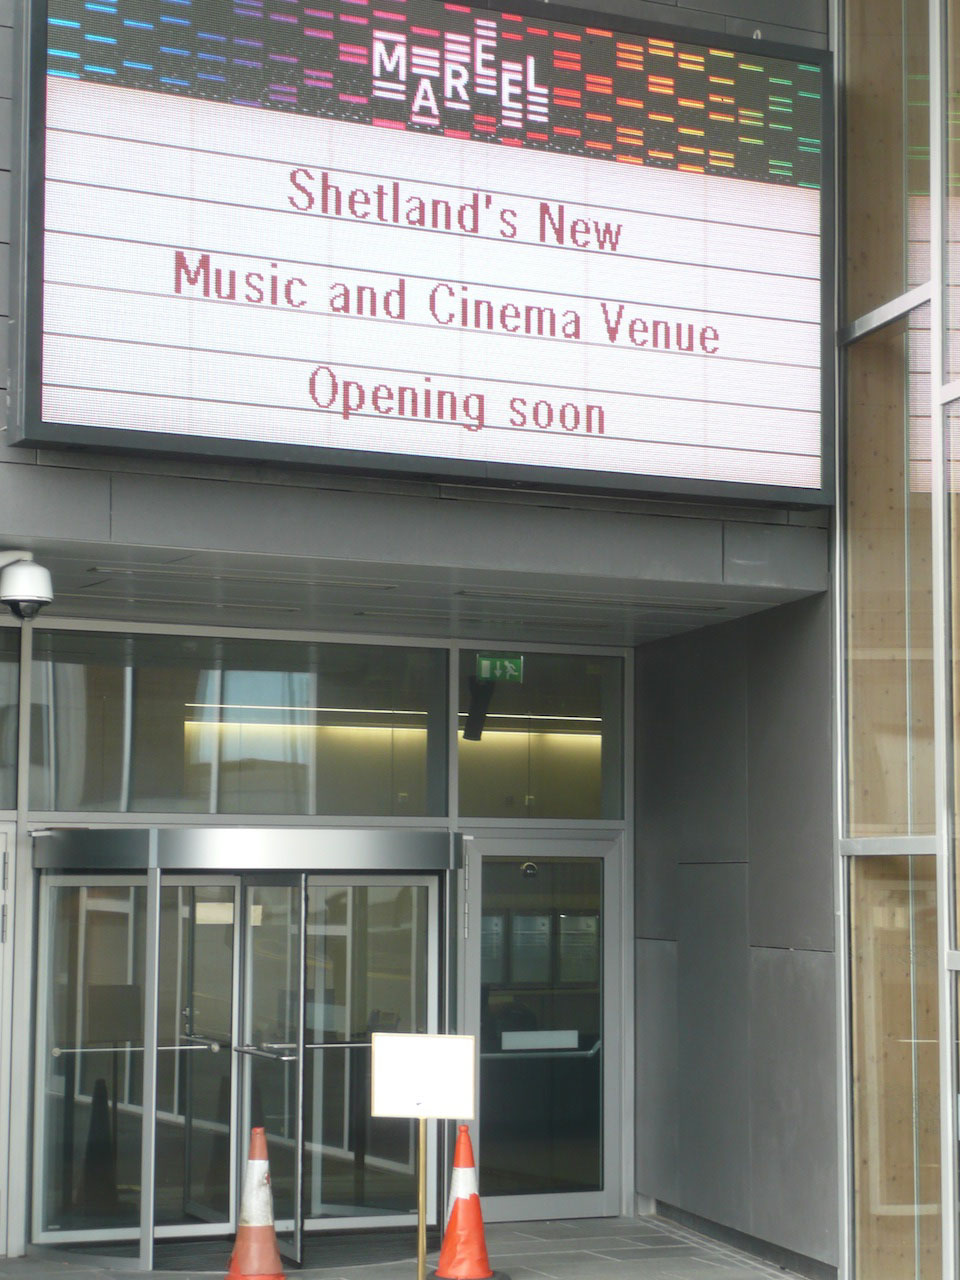 MAREEL
Shetland's New
Music and Cinema Venue
Opening soon